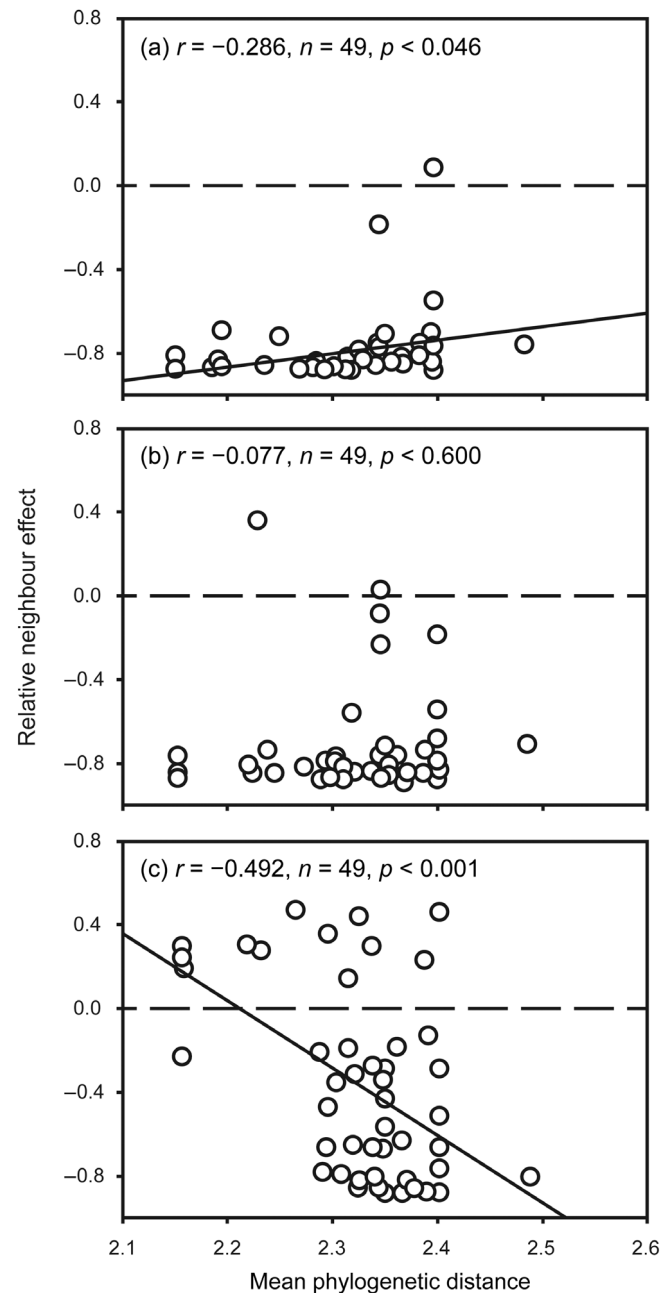 0.8
(a) r = −0.286, n = 49, p < 0.046
0.4
0.0
−0.4
−0.8
0.8
(b) r = −0.077, n = 49, p < 0.600
0.4
0.0
−0.4
−0.8
Relative neighbour effect
0.8
(c) r = −0.492, n = 49, p < 0.001
0.4
0.0
−0.4
−0.8
2.1 2.2 2.3 2.4 2.5 2.6
Mean phylogenetic distance